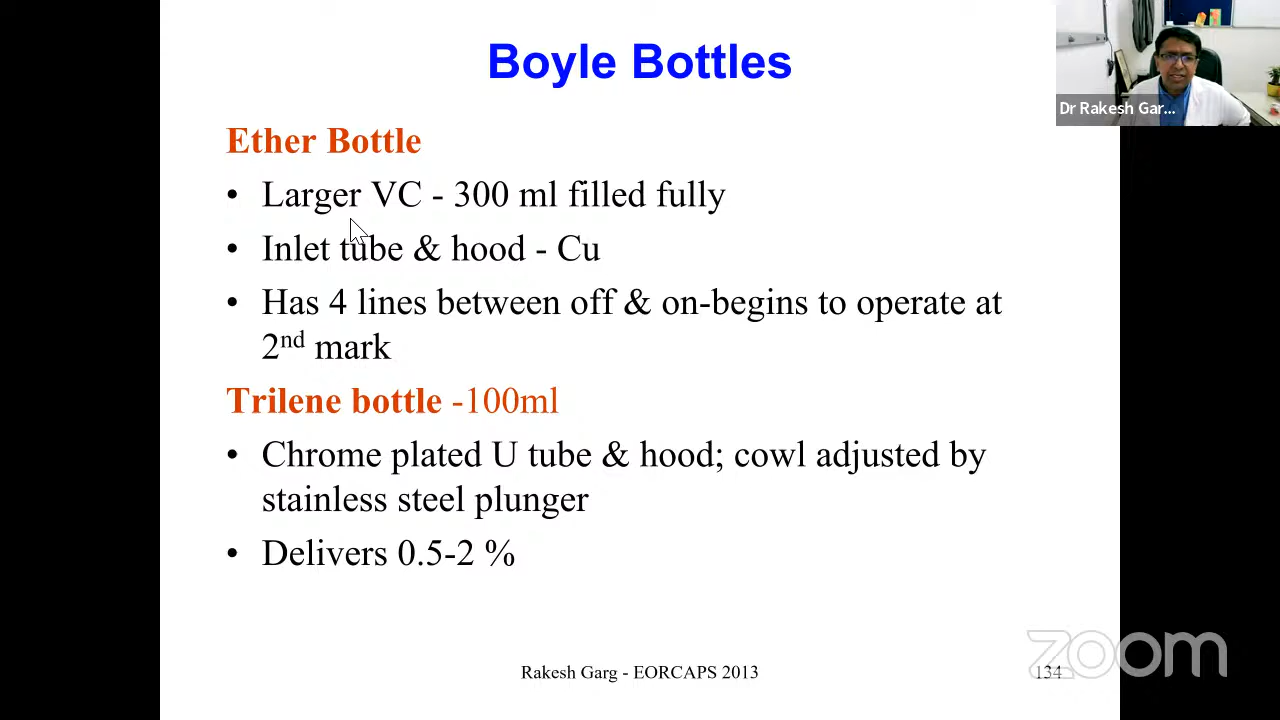 Boyle Bottles
Dr Rakesh Gar...
Ether Bottle
• Larger VC - 300 ml filled fully
• Inlet tube & hood - Cu
• Has 4 lines between off & on-begins to operate at
2nd mark
Trilene bottle -100ml
• Chrome plated U tube & hood; cowl adjusted by
stainless steel plunger
• Delivers 0.5-2 %
Rakesh Garg - EORCAPS 2013
134
zoom